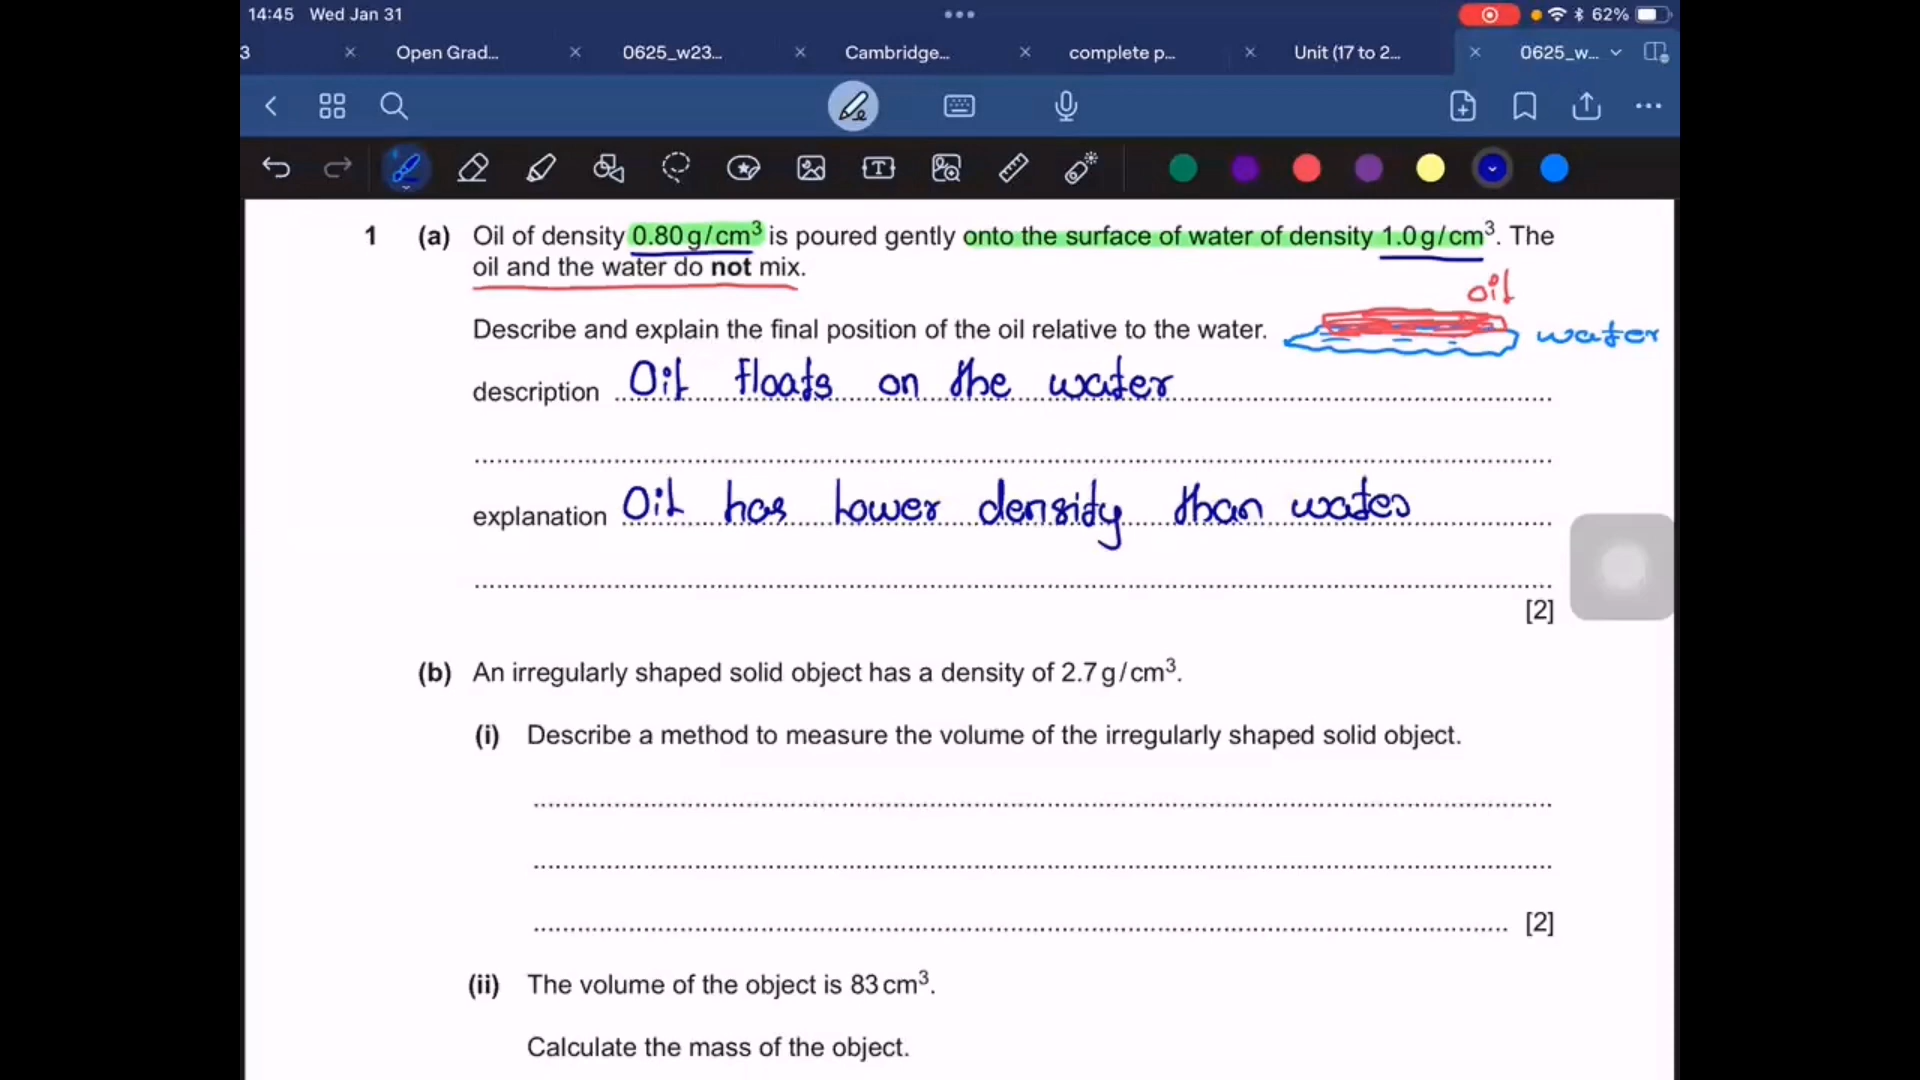 14:45 Wed Jan 31 62%
3 Open Grad... 0625_w23... Cambridge... complete p... Unit (17 to 2... 0625_w...
1 (a) Oil of density 0.80 g/cm³ is poured gently onto the surface of water of density 1.0 g/cm³. The
oil and the water do not mix.
oil
Describe and explain the final position of the oil relative to the water.
water
description Oil floats on the water
explanation Oil has lower density than water
[2]
(b) An irregularly shaped solid object has a density of 2.7 g/cm³.
(i) Describe a method to measure the volume of the irregularly shaped solid object.
[2]
(ii) The volume of the object is 83 cm³.
Calculate the mass of the object.